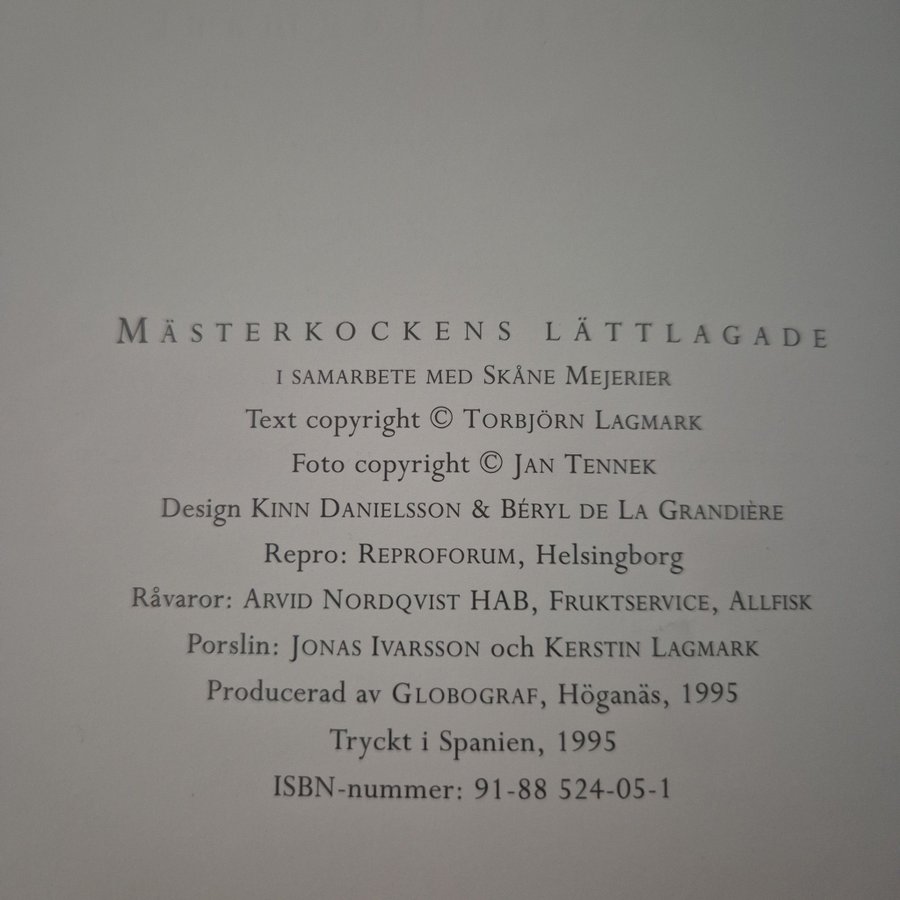 MÄSTERKOCKENS LÄTTLAGADE
I SAMARBETE MED SKÅNE MEJERIER
Text copyright © TORBJÖRN LAGMARK
Foto copyright © JAN TENNEK
Design KINN DANIELSSON & BÉRYL DE LA GRANDIÈRE
Repro: REPROFORUM, Helsingborg
Råvaror: ARVID NORDQVIST HAB, FRUKTSERVICE, ALLFISK
Porslin: JONAS IVARSSON och KERSTIN LAGMARK
Producerad av GLOBOGRAF, Höganäs, 1995
Tryckt i Spanien, 1995
ISBN-nummer: 91-88 524-05-1